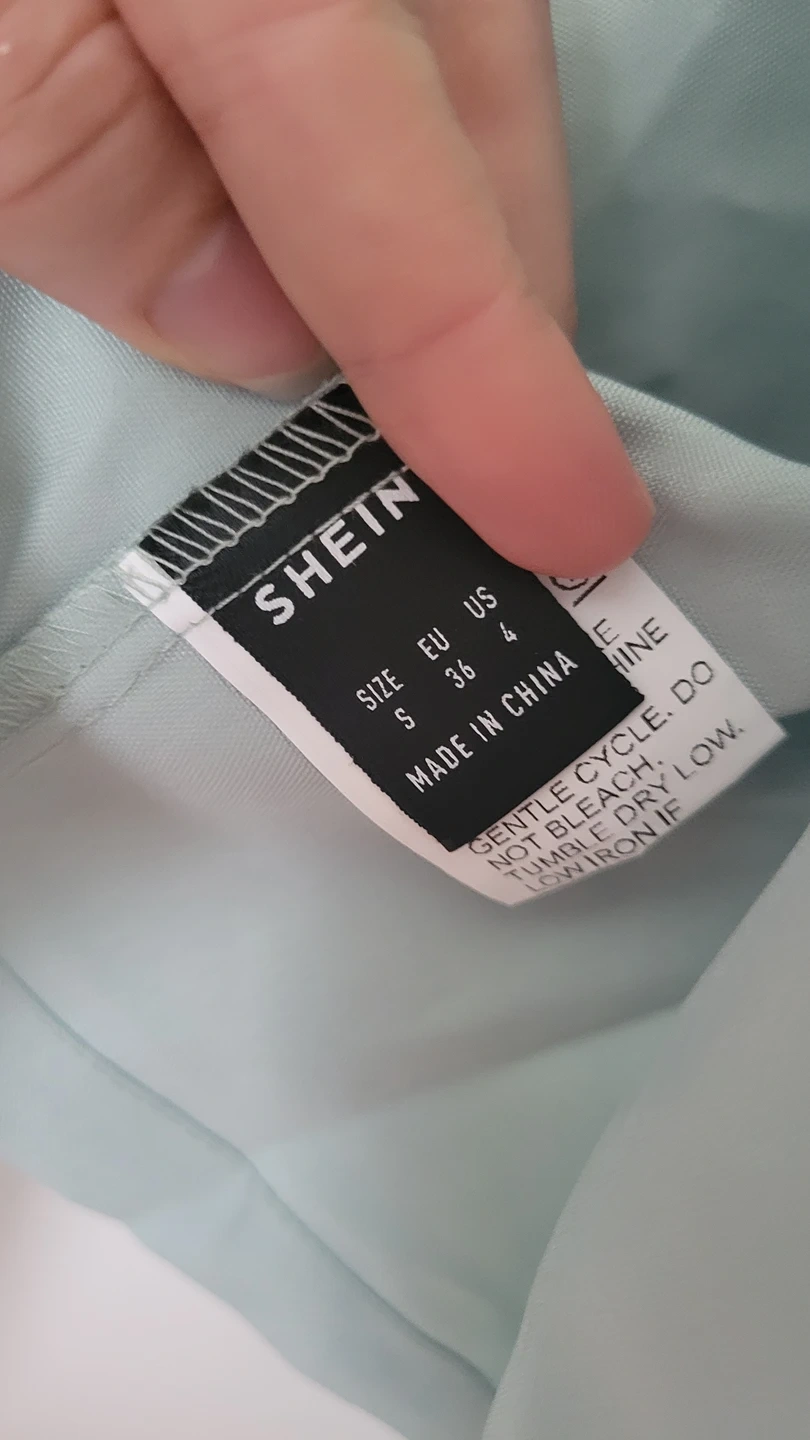 SHEIN
SIZE EU US
S 36 4
MADE IN CHINA
GENTLE CYCLE. DO
NOT BLEACH.
TUMBLE DRY LOW.
LOW IRON IF